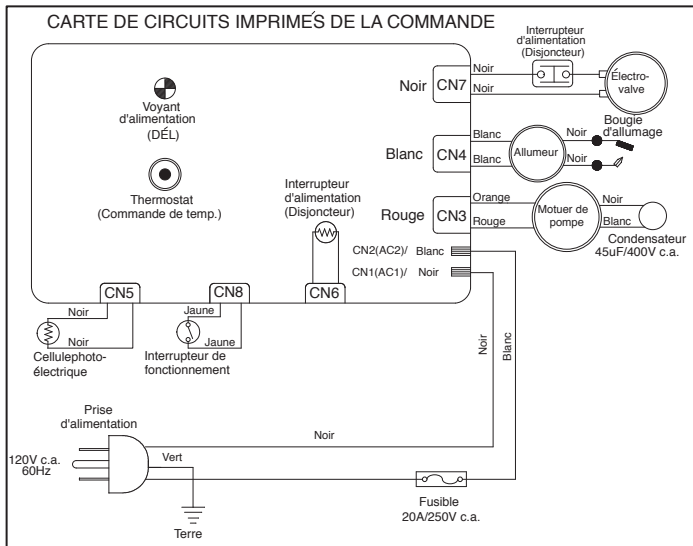 CARTE DE CIRCUITS IMPRIMÉS DE LA COMMANDE
Voyant
d'alimentation
(DÉL)
Thermostat
(Commande de temp.)
Interrupteur
d'alimentation
(Disjoncteur)
Noir
CN7
Noir
Noir
Interrupteur
d'alimentation
(Disjoncteur)
Électro-
valve
Blanc
CN4
Blanc
Blanc
Allumeur
Noir
Noir
Bougie
d'allumage
Rouge
CN3
Orange
Rouge
Motuer de
pompe
Noir
Blanc
Condensateur
45uF/400V c.a.
CN2(AC2)/ Blanc
CN1(AC1)/ Noir
CN5
CN8
CN6
Noir
Noir
Cellulephoto-
électrique
Jaune
Jaune
Interrupteur de
fonctionnement
Noir
Blanc
Prise
d'alimentation
120V c.a.
60Hz
Noir
Vert
Terre
Fusible
20A/250V c.a.